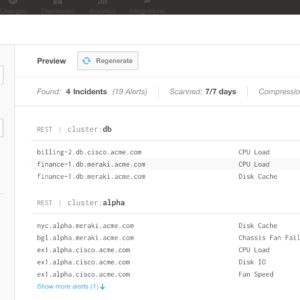 Changes Dashboard Analytics Integrations
Preview Regenerate
Found: 4 Incidents (19 Alerts) Scanned: 7/7 days Compressio
REST | cluster:db
billing-2.db.cisco.acme.com CPU Load
finance-1.db.meraki.acme.com CPU Load
finance-1.db.meraki.acme.com Disk Cache
REST | cluster:alpha
nyc.alpha.meraki.acme.com Disk Cache
bg1.alpha.meraki.acme.com Chassis Fan Fail
ex1.alpha.cisco.acme.com CPU Load
ex1.alpha.cisco.acme.com Disk IO
ex1.alpha.cisco.acme.com Fan Speed
Show more alerts (1)↓